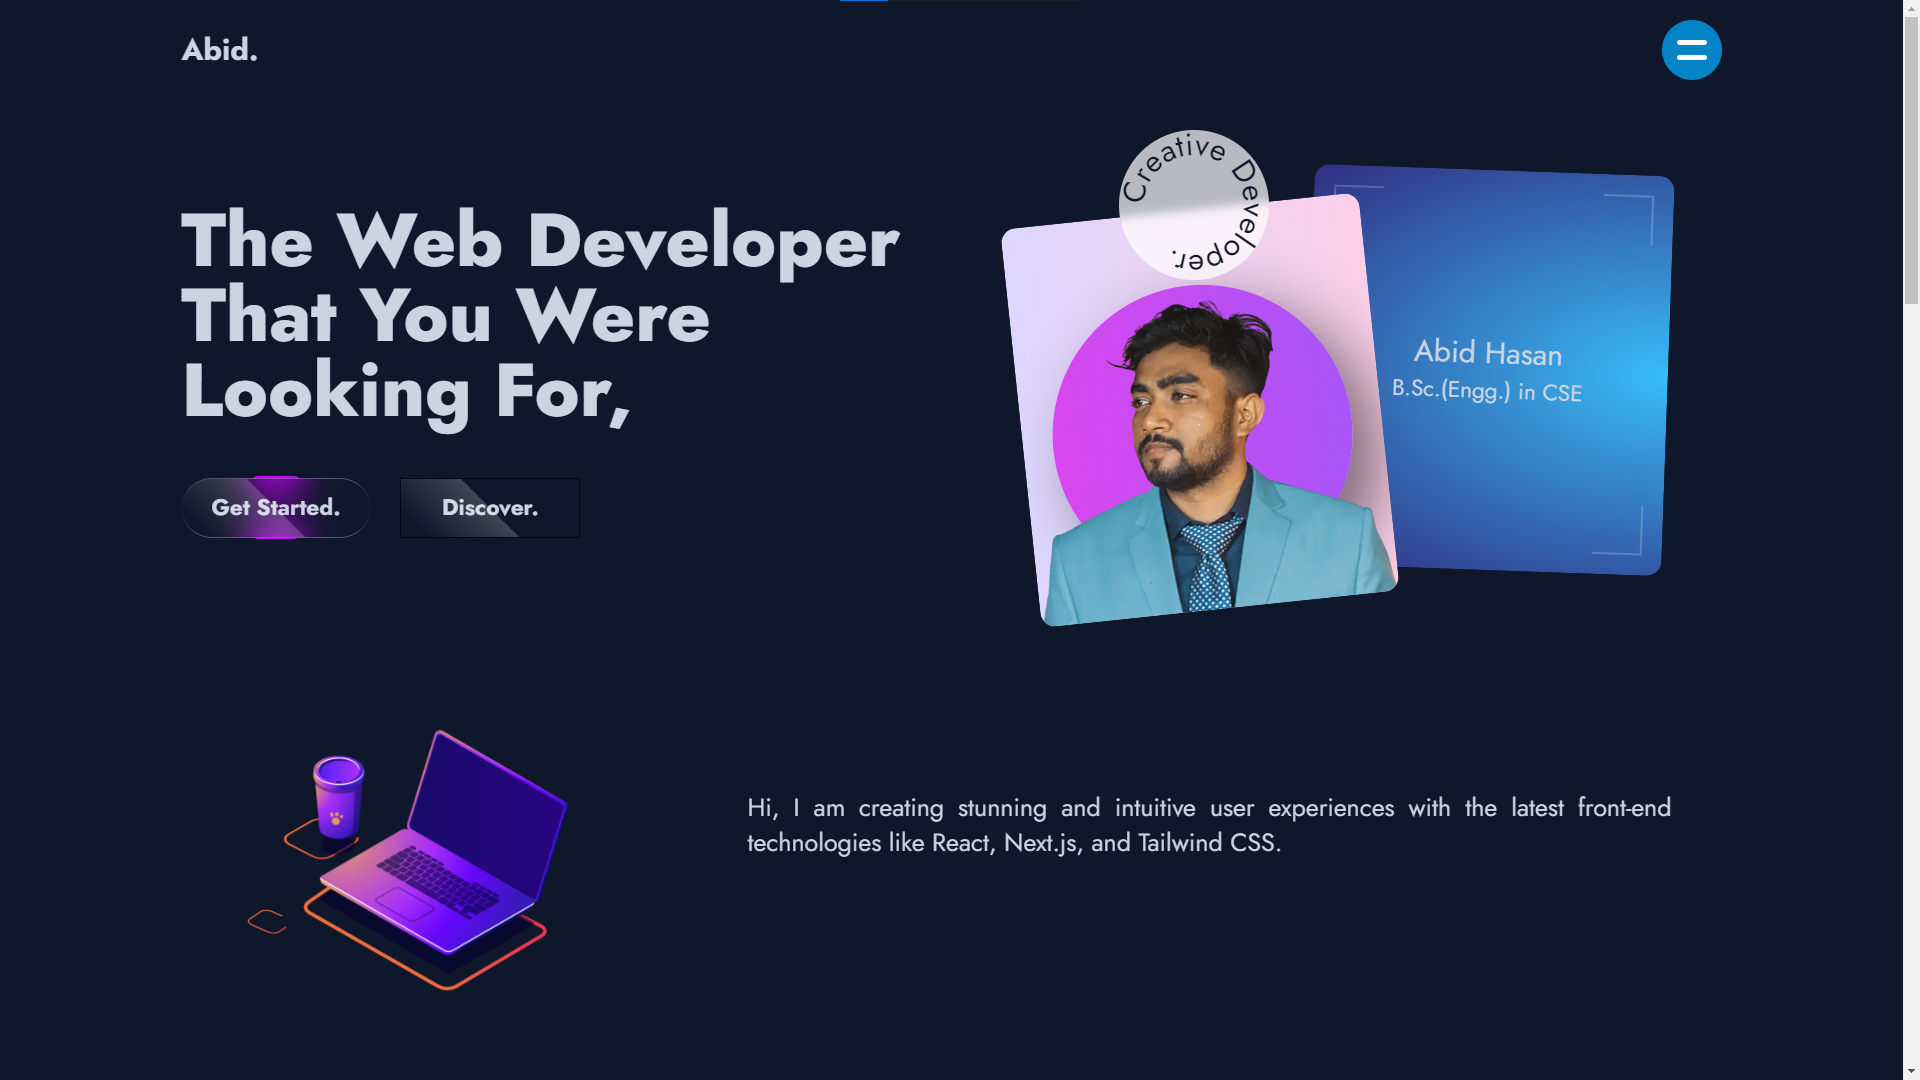 Abid.
Creative Developer.
The Web Developer
That You Were
Looking For,
Abid Hasan
B.Sc.(Engg.) in CSE
Get Started.
Discover.
Hi, I am creating stunning and intuitive user experiences with the latest front-end
technologies like React, Next.js, and Tailwind CSS.